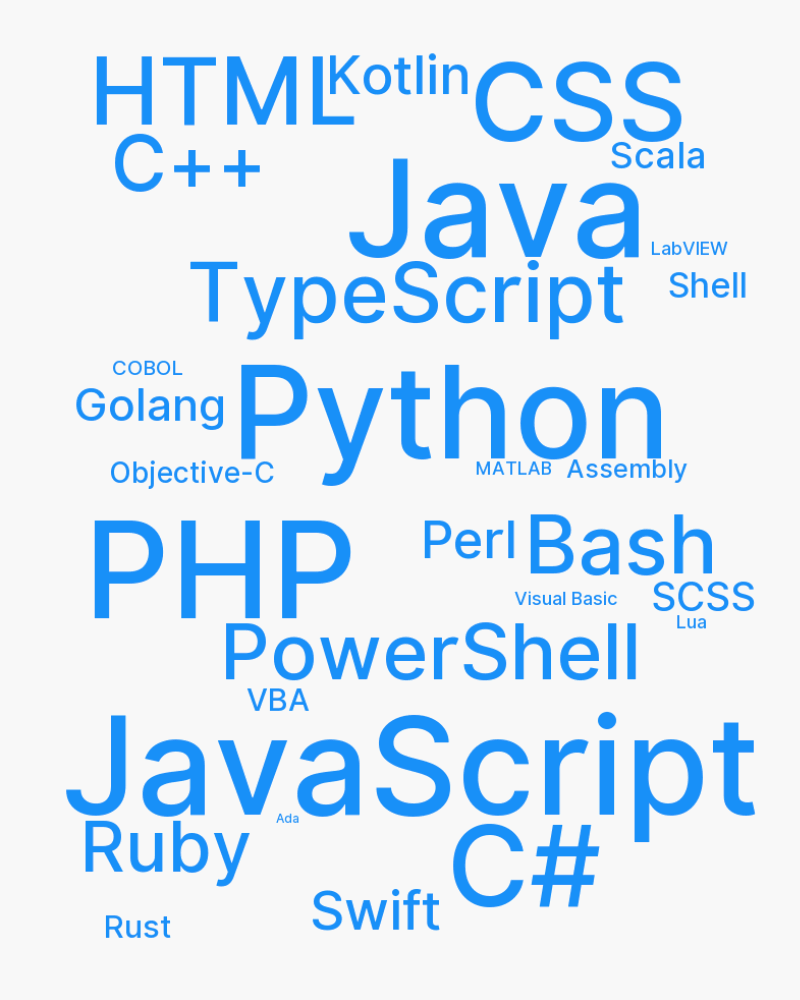 HTML Kotlin CSS
C++ Scala
Java
LabVIEW
TypeScript Shell
COBOL
Golang Python
Objective-C MATLAB Assembly
PHP Perl Bash
Visual Basic SCSS
Lua
PowerShell
VBA
JavaScript
Ada
Ruby C#
Swift
Rust